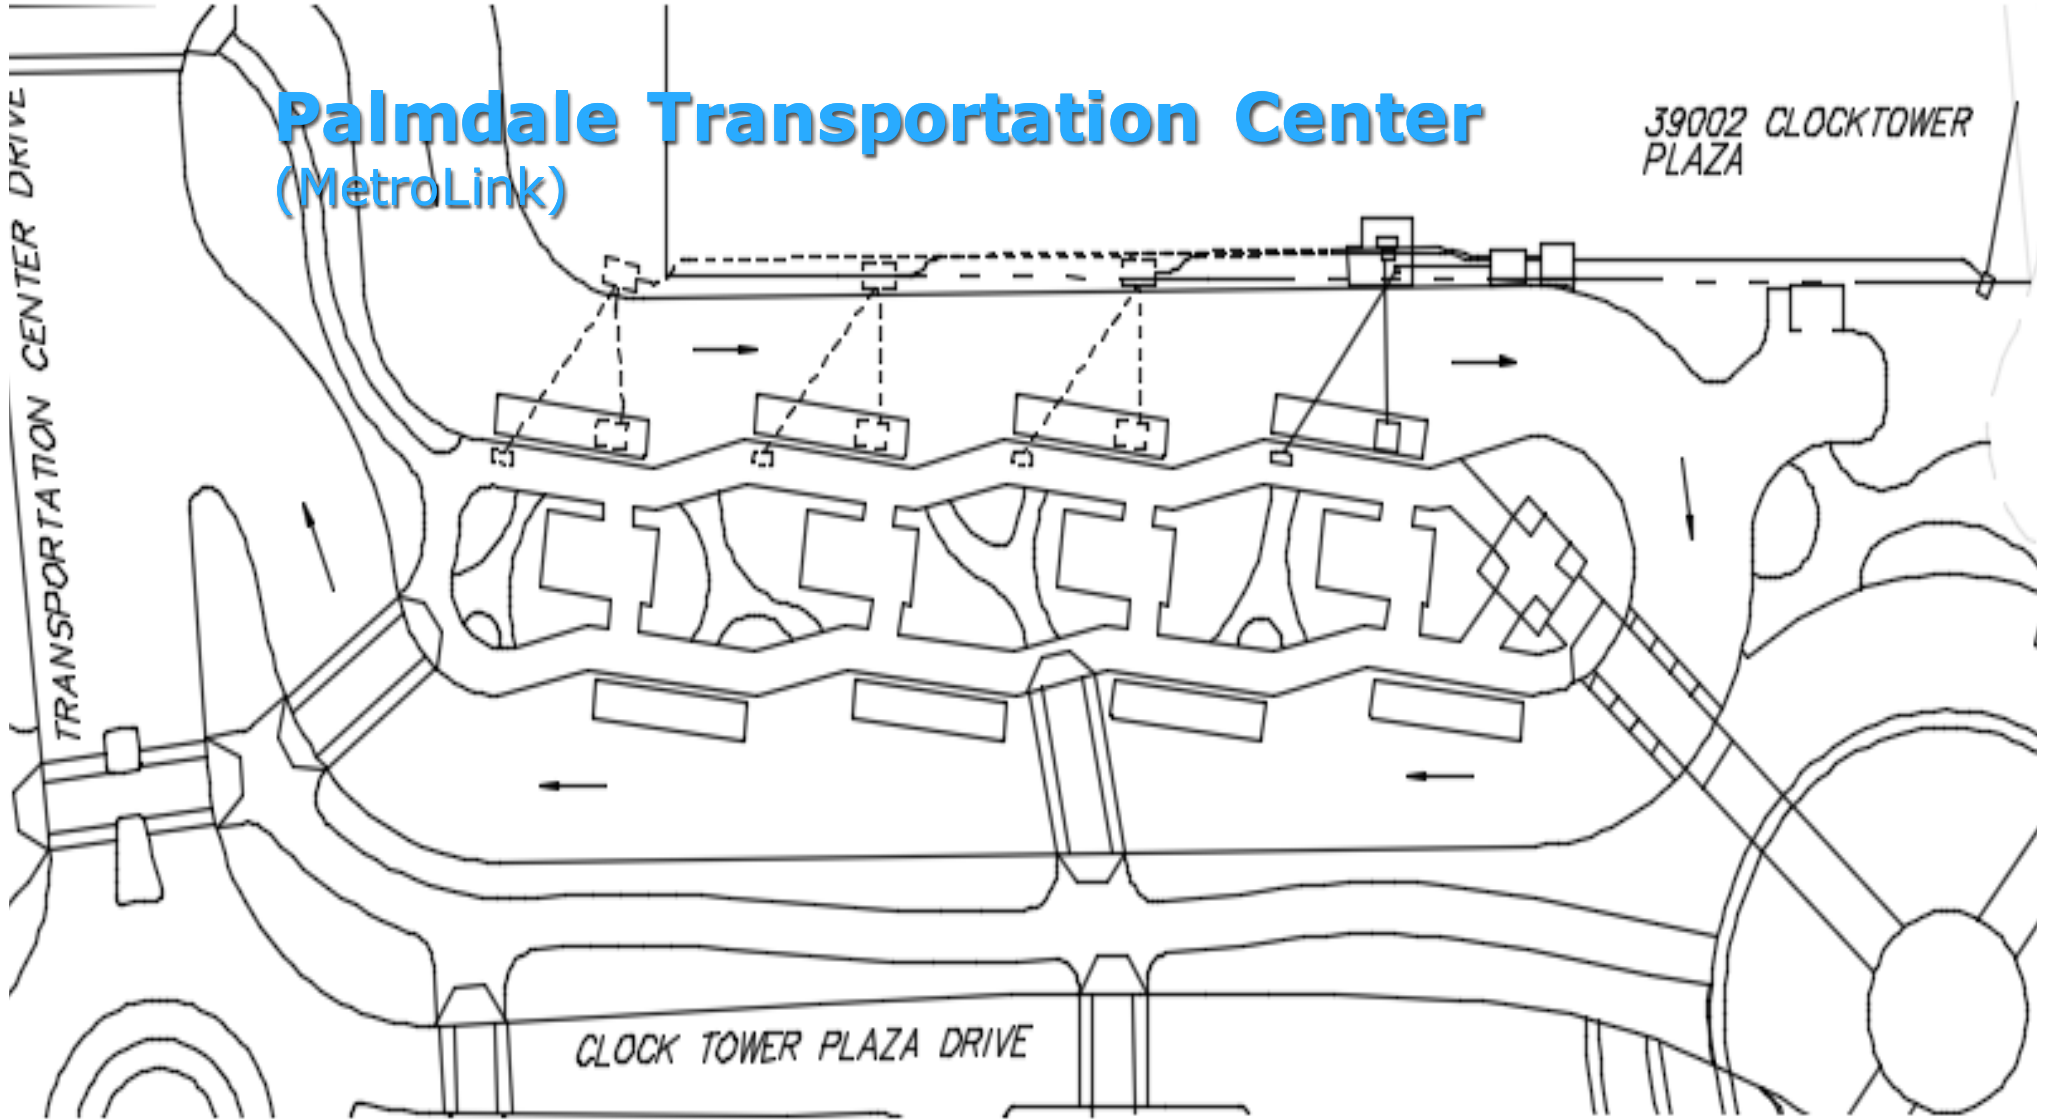 Palmdale Transportation Center
(MetroLink)
39002 CLOCKTOWER
PLAZA
TRANSPORTATION CENTER DRIVE
CLOCK TOWER PLAZA DRIVE